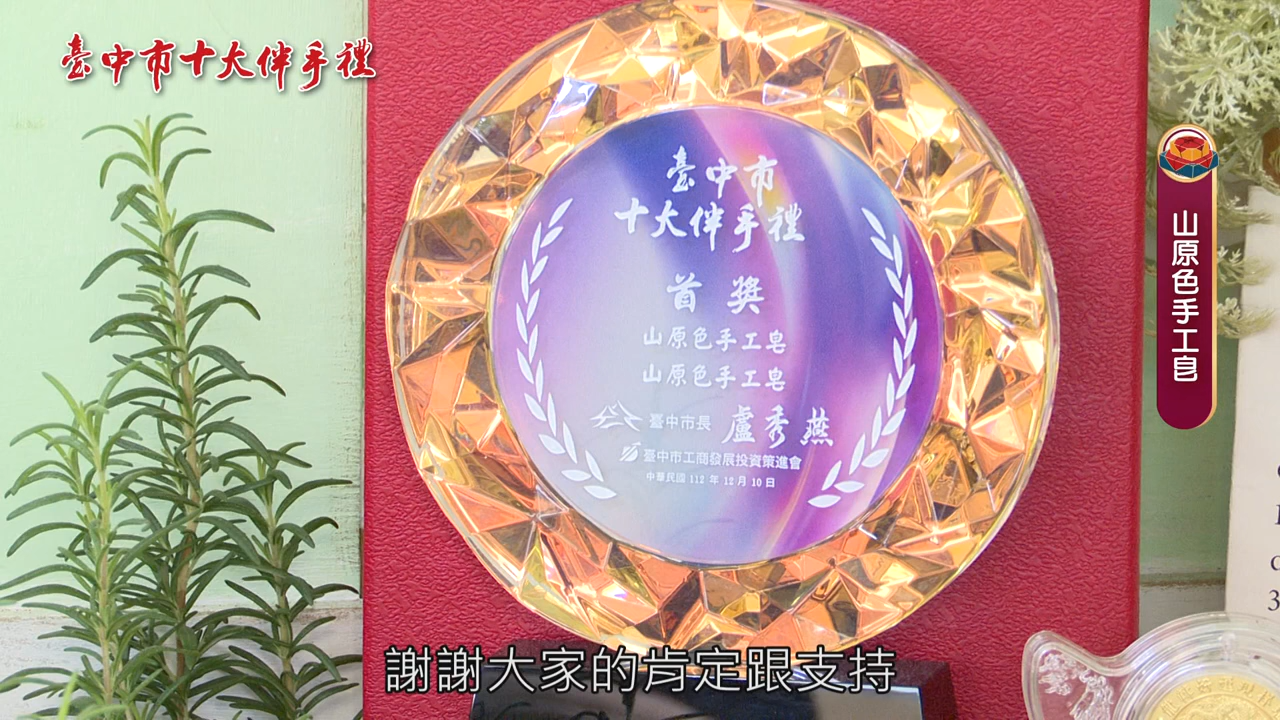 臺中市十大伴手禮
臺中市
十大伴手禮
首獎
山原色手工皂
山原色手工皂
臺中市長 盧秀燕
臺中市工商發展投資策進會
中華民國 112 年 12 月 10 日
山原色手工皂
謝謝大家的肯定跟支持